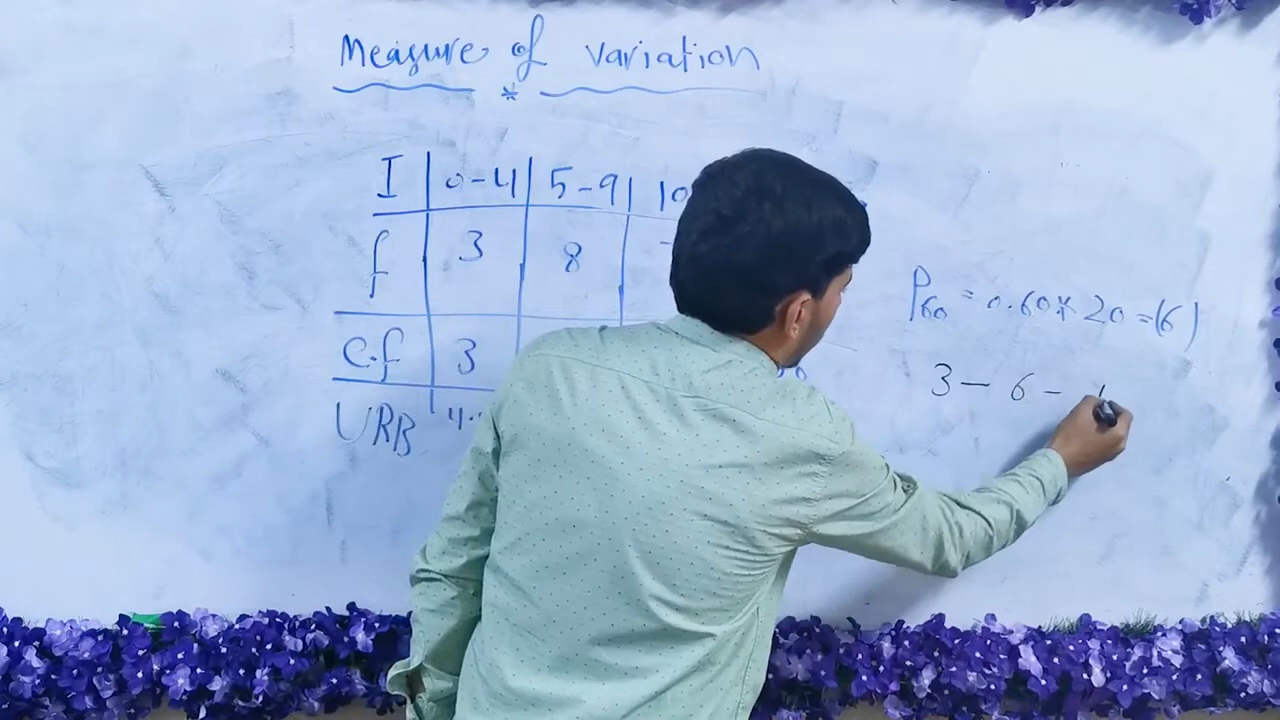 Measure of variation
*
I 0-4 5-9 10
f 3 8
C.f 3
URB 4.
P60 = 0.60* 20 = (6)
3 - 6 -